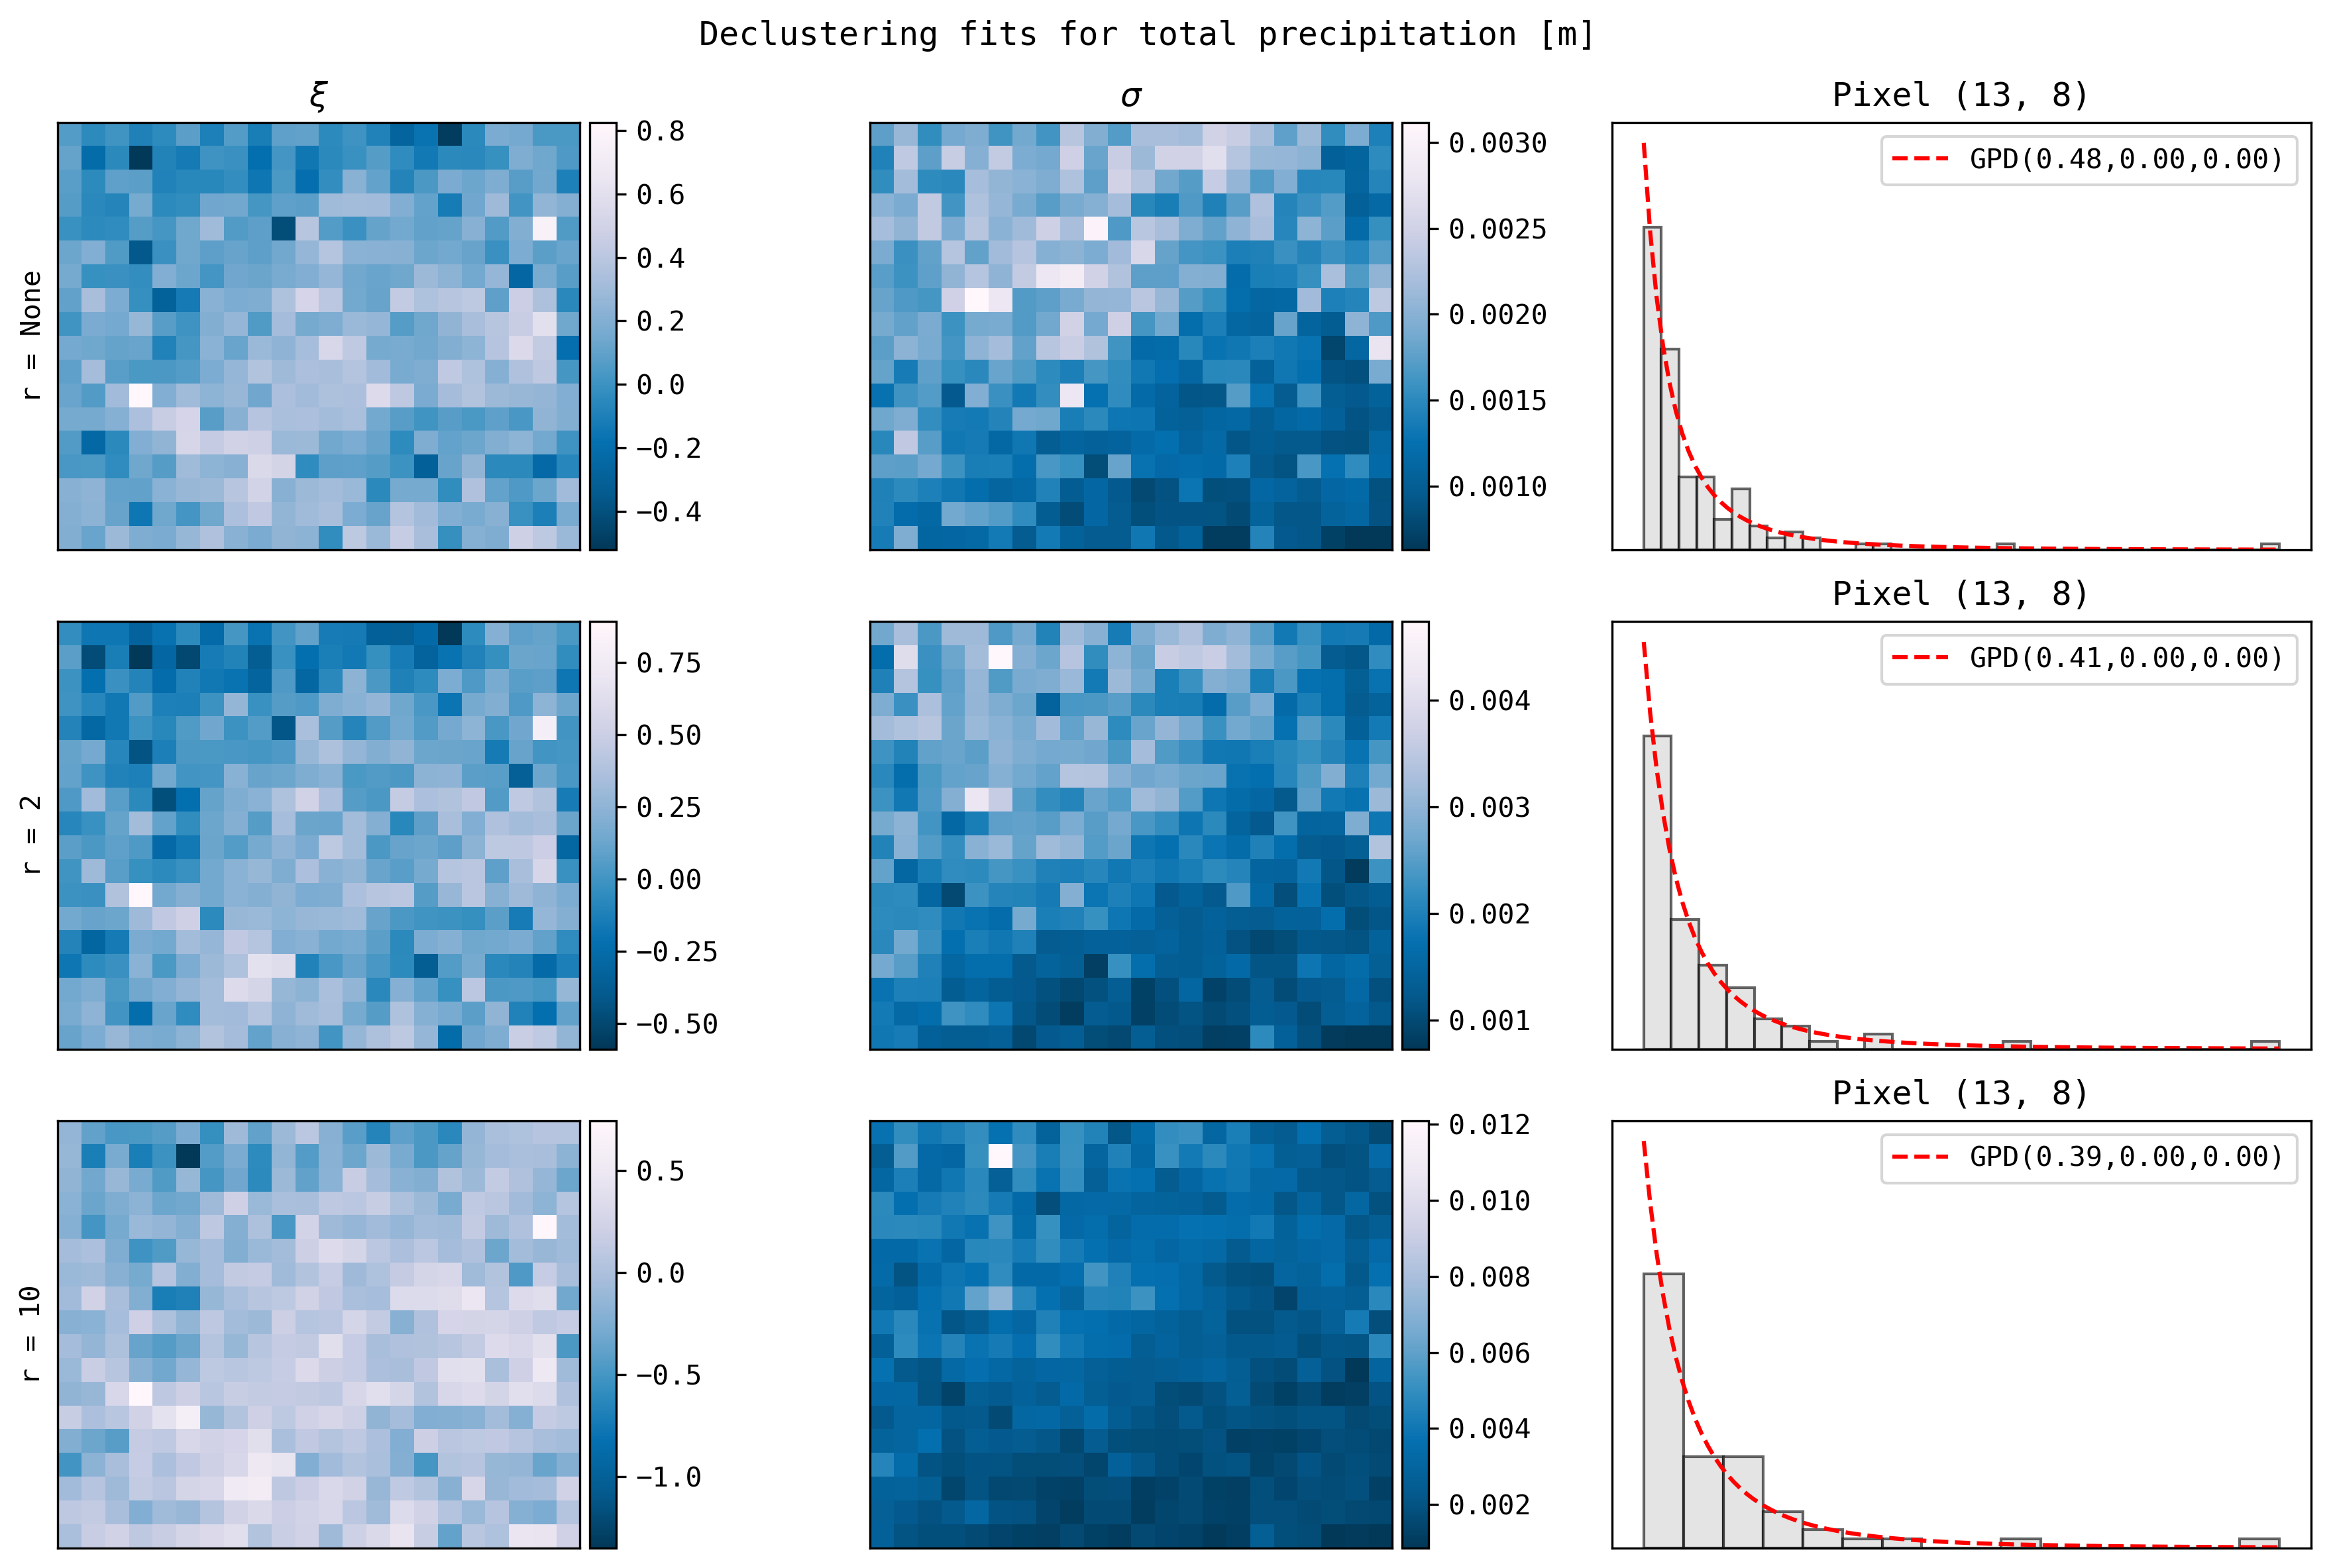 Declustering fits for total precipitation [m]
ξ
σ
Pixel (13, 8)
r = None
0.8
0.6
0.4
0.2
0.0
−0.2
−0.4
0.0030
0.0025
0.0020
0.0015
0.0010
GPD(0.48,0.00,0.00)
Pixel (13, 8)
r = 2
0.75
0.50
0.25
0.00
−0.25
−0.50
0.004
0.003
0.002
0.001
GPD(0.41,0.00,0.00)
Pixel (13, 8)
r = 10
0.5
0.0
−0.5
−1.0
0.012
0.010
0.008
0.006
0.004
0.002
GPD(0.39,0.00,0.00)